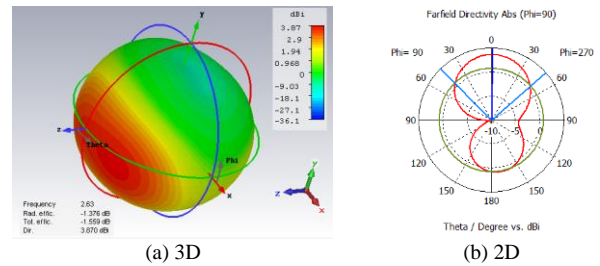 dBi
3.87
2.9
1.94
0.968
0
-9.03
-18.1
-27.1
-36.1
y
z
Theta
Phi
x
y
z
x
Frequency 2.63
Rad. effic. -1.376 dB
Tot. effic. -1.559 dB
Dir. 3.870 dBi
(a) 3D
Farfield Directivity Abs (Phi=90)
Phi= 90 30 0 30 Phi=270
60 60
90 -10 -5 0 90
120 120
150 180 150
Theta / Degree vs. dBi
(b) 2D